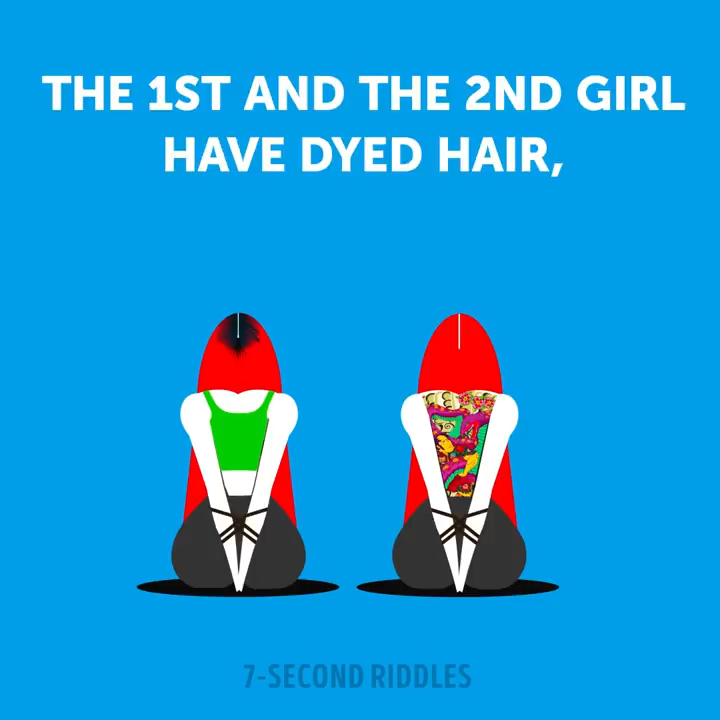 THE 1ST AND THE 2ND GIRL
HAVE DYED HAIR,
7-SECOND RIDDLES